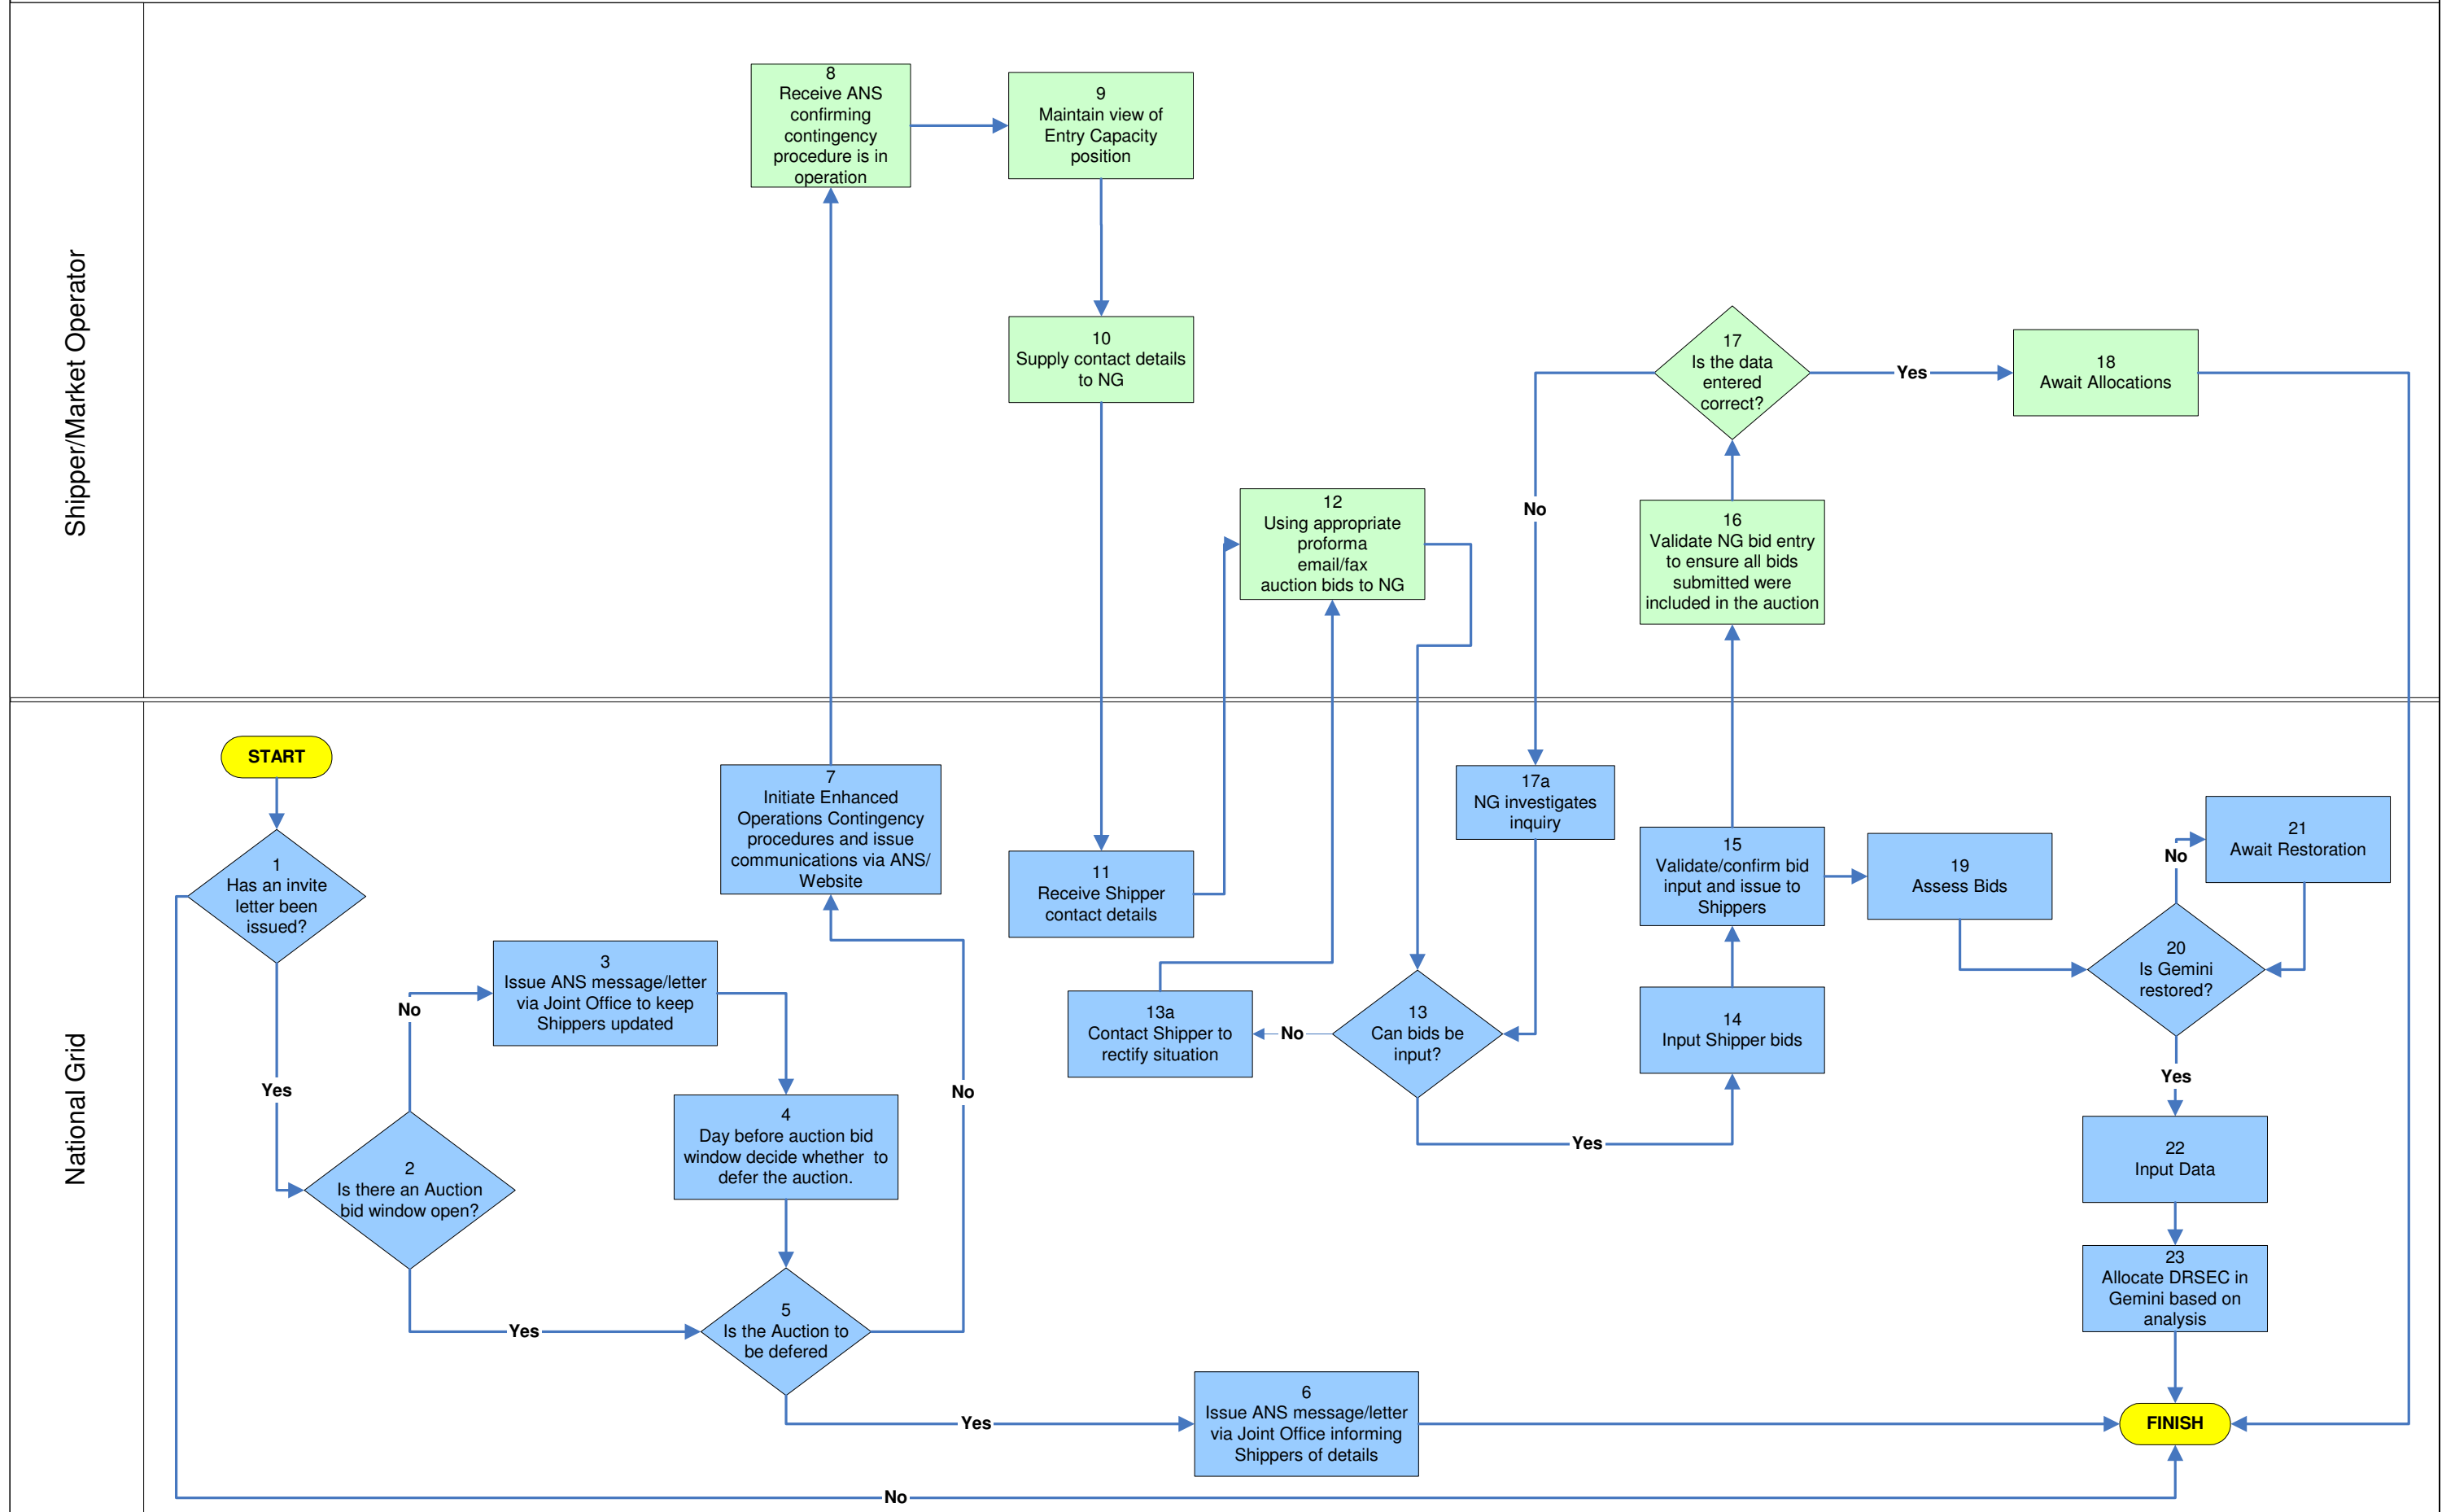 Shipper/Market Operator
8
Receive ANS
confirming
contingency
procedure is in
operation
9
Maintain view of
Entry Capacity
position
10
Supply contact details
to NG
12
Using appropriate
proforma
email/fax
auction bids to NG
17
Is the data
entered
correct?
Yes
18
Await Allocations
No
16
Validate NG bid entry
to ensure all bids
submitted were
included in the auction
National Grid
START
1
Has an invite
letter been
issued?
Yes
2
Is there an Auction
bid window open?
No
3
Issue ANS message/letter
via Joint Office to keep
Shippers updated
4
Day before auction bid
window decide whether to
defer the auction.
Yes
5
Is the Auction to
be defered
No
7
Initiate Enhanced
Operations Contingency
procedures and issue
communications via ANS/
Website
Yes
6
Issue ANS message/letter
via Joint Office informing
Shippers of details
11
Receive Shipper
contact details
13a
Contact Shipper to
rectify situation
No
13
Can bids be
input?
17a
NG investigates
inquiry
Yes
14
Input Shipper bids
15
Validate/confirm bid
input and issue to
Shippers
19
Assess Bids
20
Is Gemini
restored?
No
21
Await Restoration
Yes
22
Input Data
23
Allocate DRSEC in
Gemini based on
analysis
FINISH
No